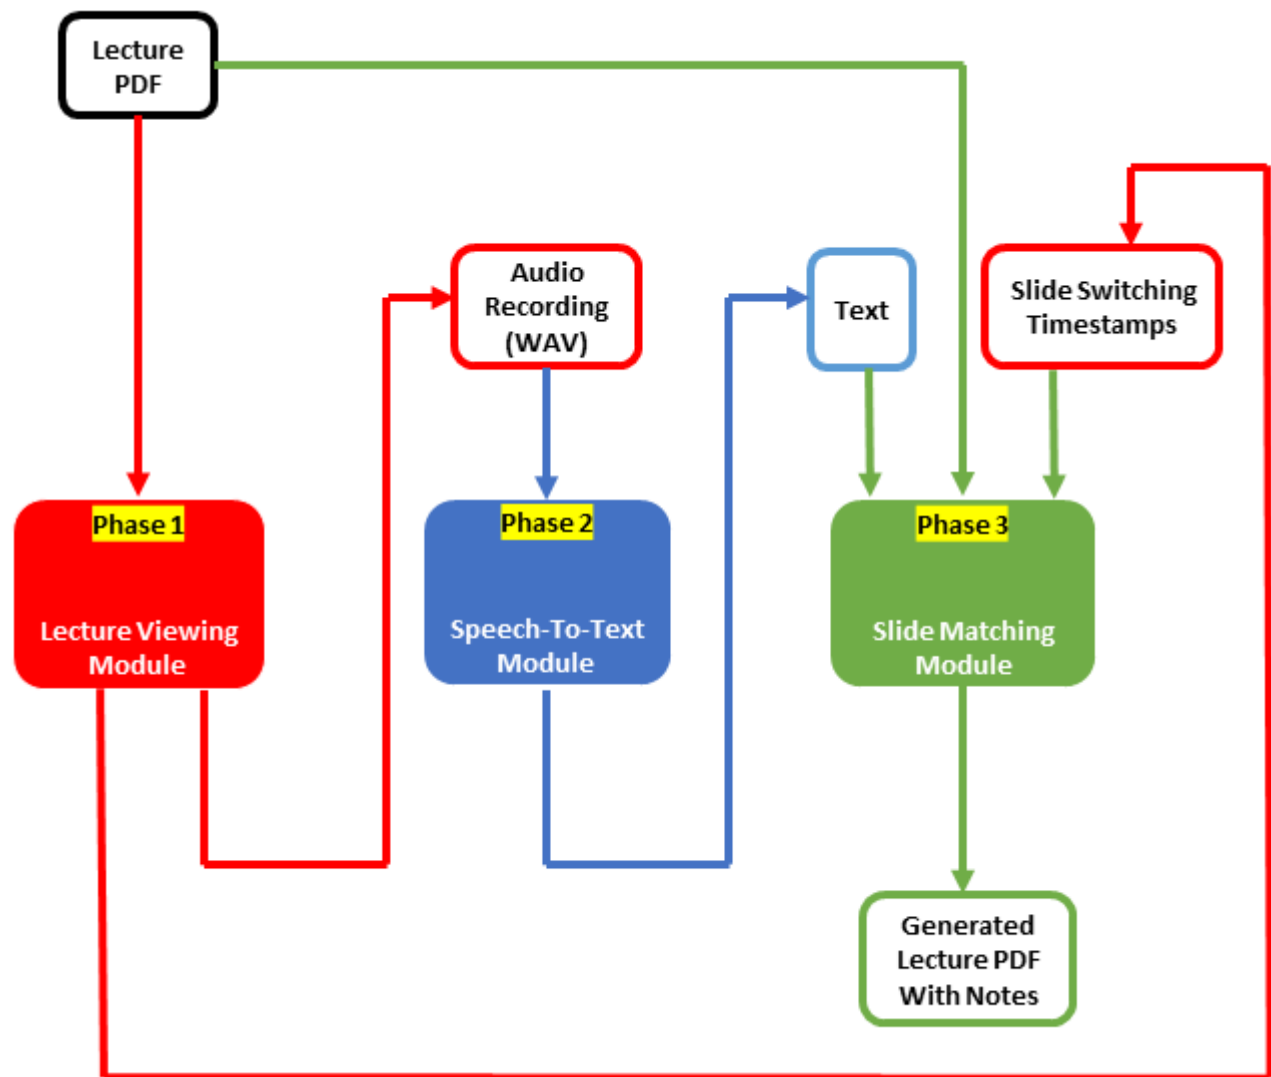 Lecture
PDF
Audio
Recording
(WAV)
Text
Slide Switching
Timestamps
Phase 1
Lecture Viewing
Module
Phase 2
Speech-To-Text
Module
Phase 3
Slide Matching
Module
Generated
Lecture PDF
With Notes